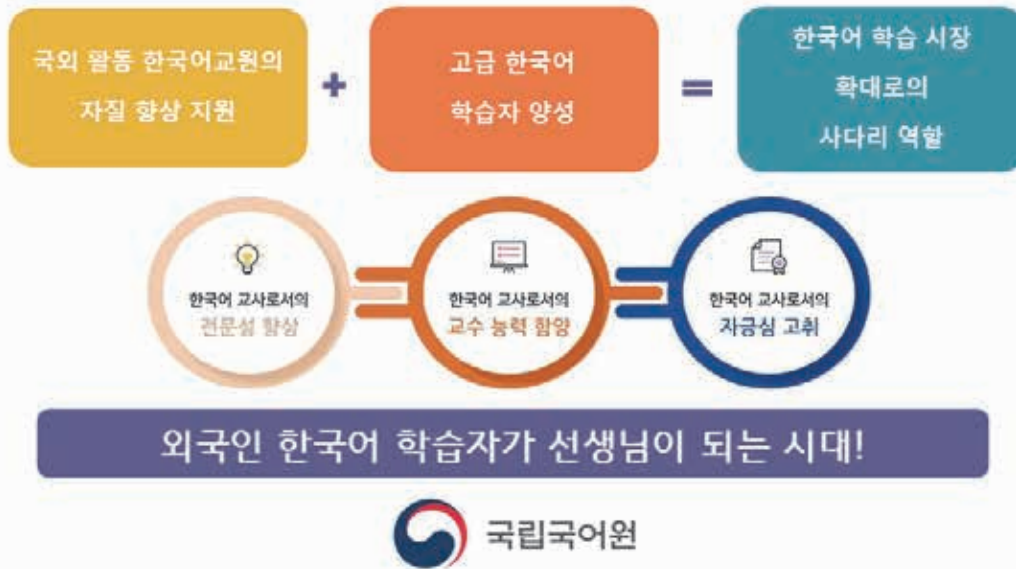 국외 활동 한국어교원의
자질 향상 지원
+
고급 한국어
학습자 양성
=
한국어 학습 시장
확대로의
사다리 역할
한국어 교사로서의
전문성 향상
한국어 교사로서의
교수 능력 함양
한국어 교사로서의
자긍심 고취
외국인 한국어 학습자가 선생님이 되는 시대!
국립국어원